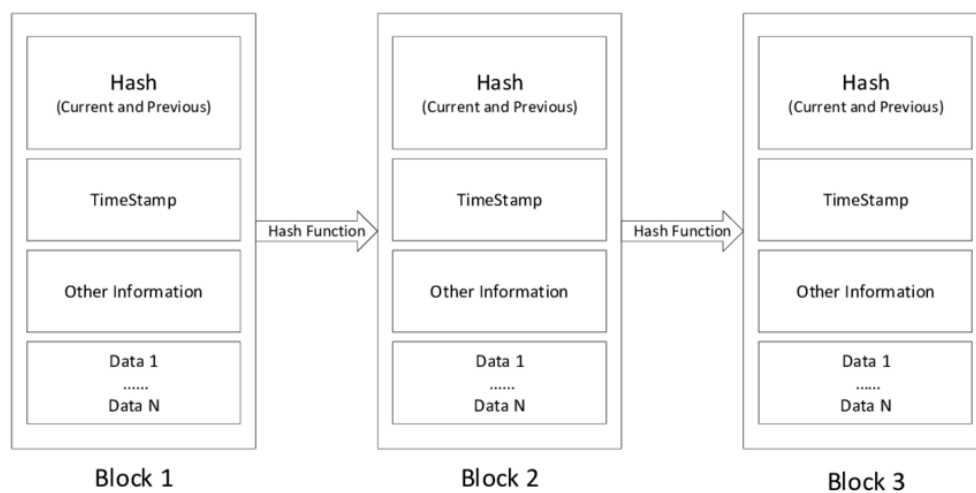 Hash
(Current and Previous)
TimeStamp
Other Information
Data 1
......
Data N
Block 1
Hash Function
Hash
(Current and Previous)
TimeStamp
Other Information
Data 1
......
Data N
Block 2
Hash Function
Hash
(Current and Previous)
TimeStamp
Other Information
Data 1
......
Data N
Block 3